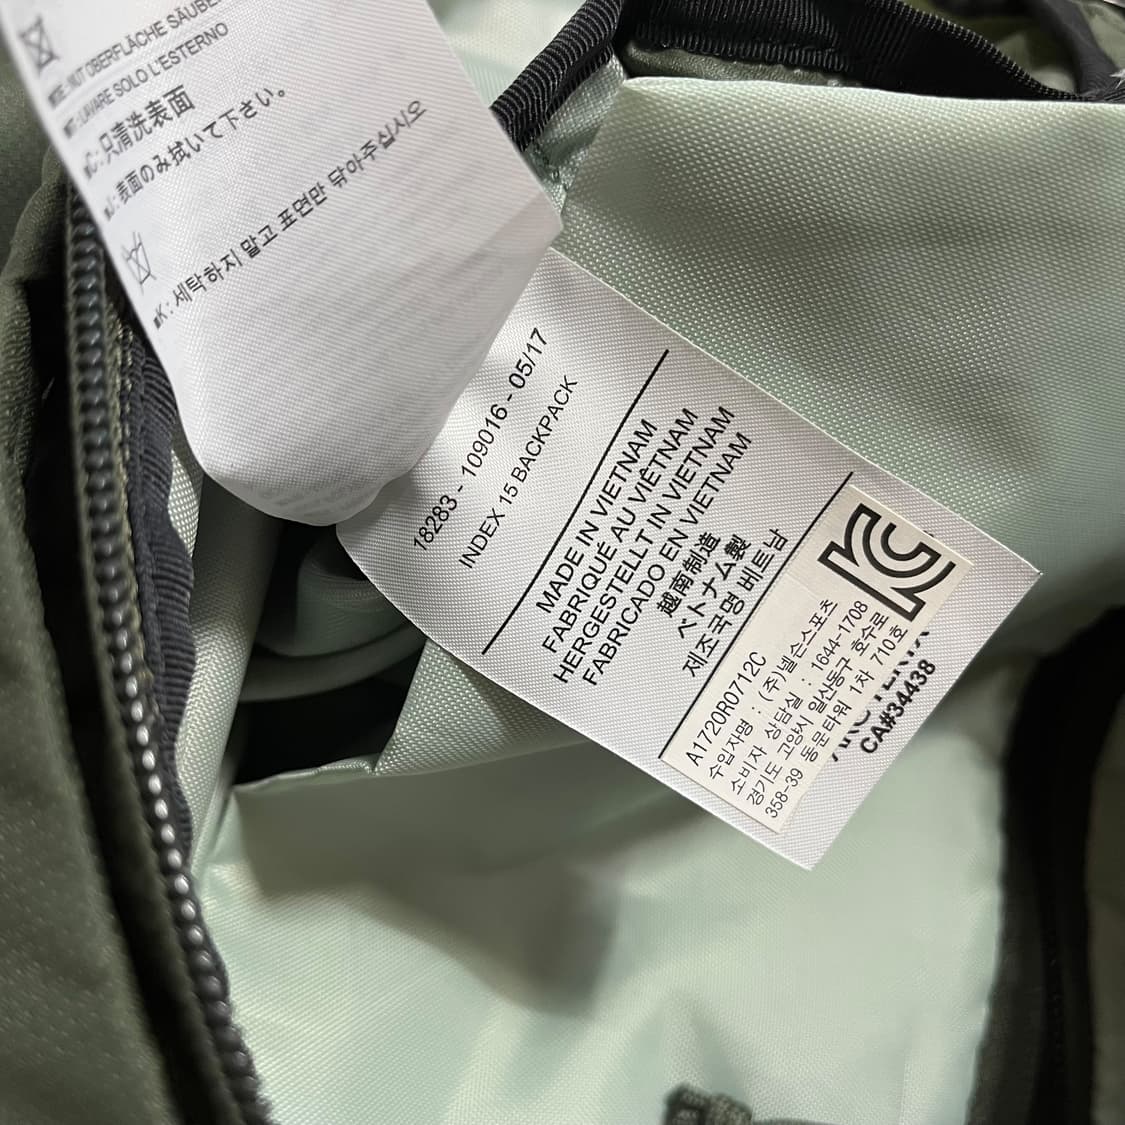 NUR OBERFLÄCHE SÄUBE
LAVARE SOLO L'ESTERNO
C : 只清洗表面
J : 表面のみ拭いて下さい。
K : 세탁하지 말고 표면만 닦아주십시오
18283 - 109016 - 05/17
INDEX 15 BACKPACK
MADE IN VIETNAM
FABRIQUÉ AU VIÊTNAM
HERGESTELLT IN VIETNAM
FABRICADO EN VIETNAM
越南制造
ベトナム製
제조국명 베트남
A1720R0712C
수입자명 : (주)넬슨스포츠
소비자 상담실 : 1644-1708
경기도 고양시 일산동구 호수로
358-39 동문타워 1차 710호
CA#34438